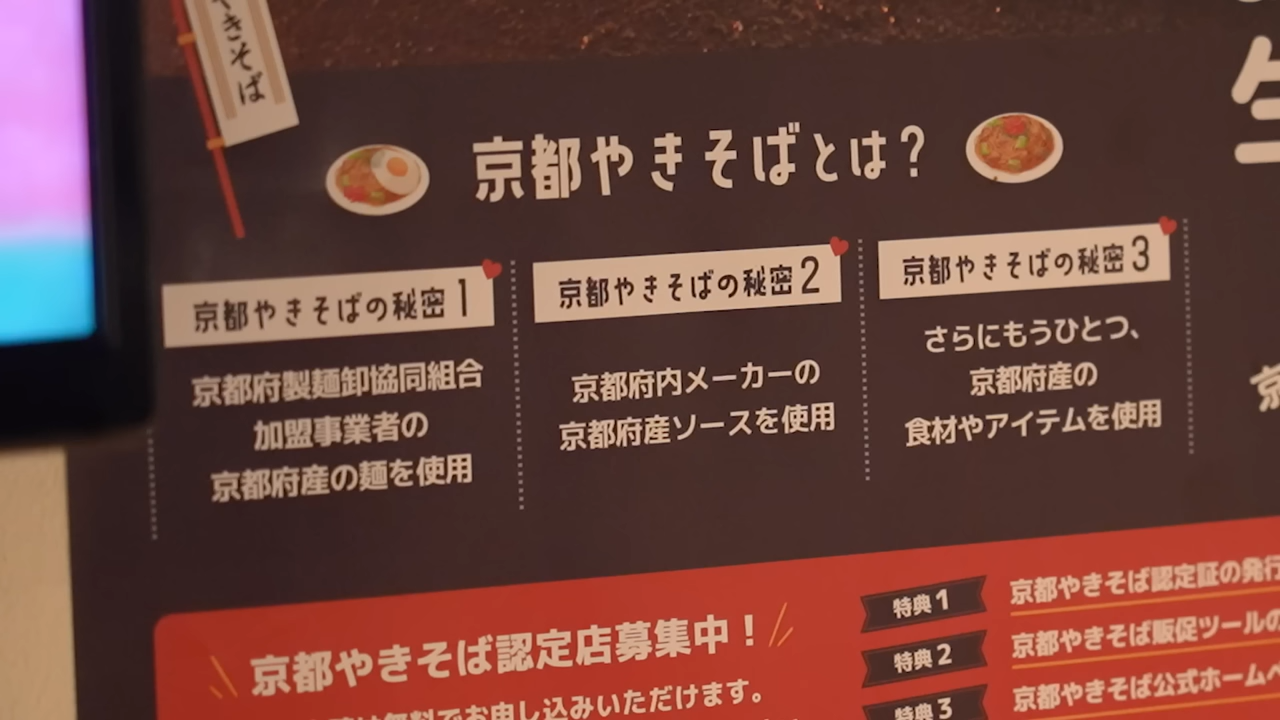 やきそば
京都やきそばとは？
京都やきそばの秘密1
京都府製麺卸協同組合
加盟事業者の
京都府産の麺を使用
京都やきそばの秘密2
京都府内メーカーの
京都府産ソースを使用
京都やきそばの秘密3
さらにもうひとつ、
京都府産の
食材やアイテムを使用
京都やきそば認定店募集中！
無料でお申し込みいただけます。
特典1 京都やきそば認定証の発行
特典2 京都やきそば販促ツールの
特典3 京都やきそば公式ホームペ